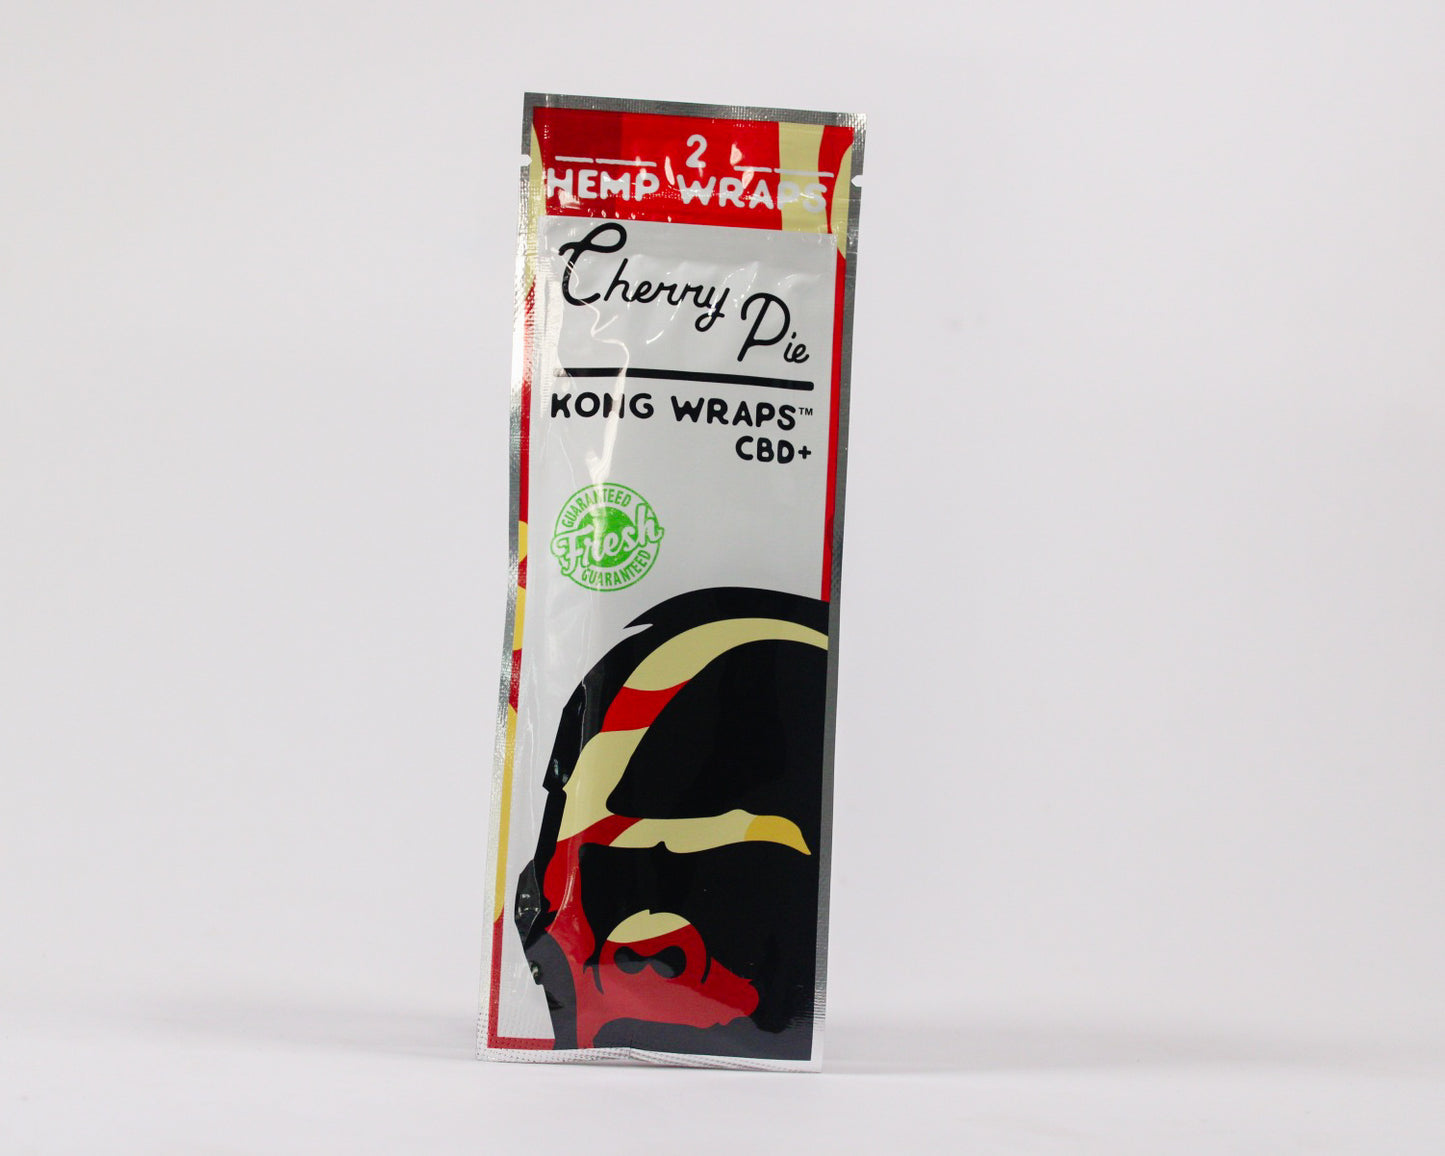 2
HEMP WRAPS
Cherry
Pie
KONG WRAPS™
CBD+
GUARANTEED
Fresh
GUARANTEED